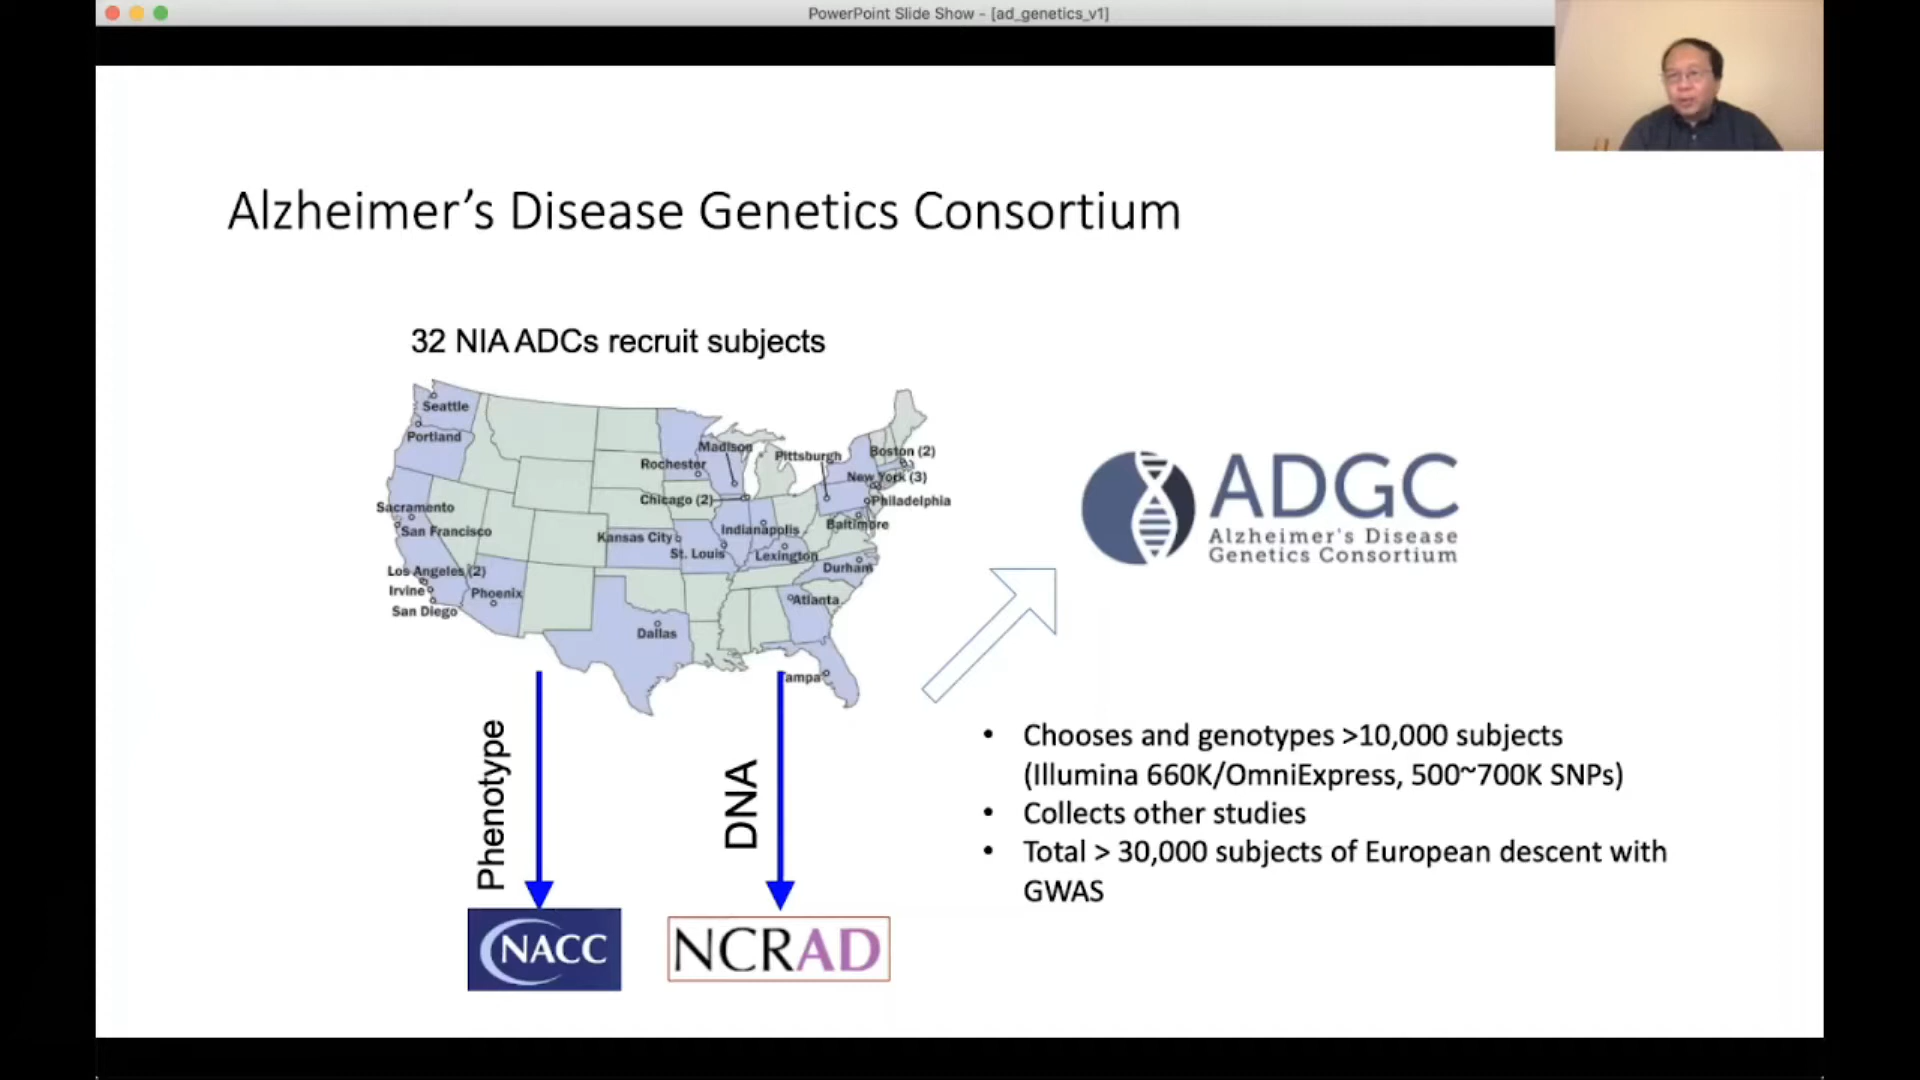 PowerPoint Slide Show - [ad_genetics_v1]
Alzheimer's Disease Genetics Consortium
32 NIA ADCs recruit subjects
Seattle
Portland
Madison
Rochester
Pittsburgh
Boston (2)
New York (3)
Chicago (2)
Philadelphia
Sacramento
San Francisco
Indianapolis
Baltimore
Kansas City
St. Louis
Lexington
Durham
Los Angeles (2)
Irvine
Phoenix
San Diego
Atlanta
Dallas
Tampa
ADGC
Alzheimer's Disease
Genetics Consortium
Phenotype
DNA
• Chooses and genotypes >10,000 subjects
(Illumina 660K/OmniExpress, 500~700K SNPs)
• Collects other studies
• Total > 30,000 subjects of European descent with
GWAS
NACC
NCRAD